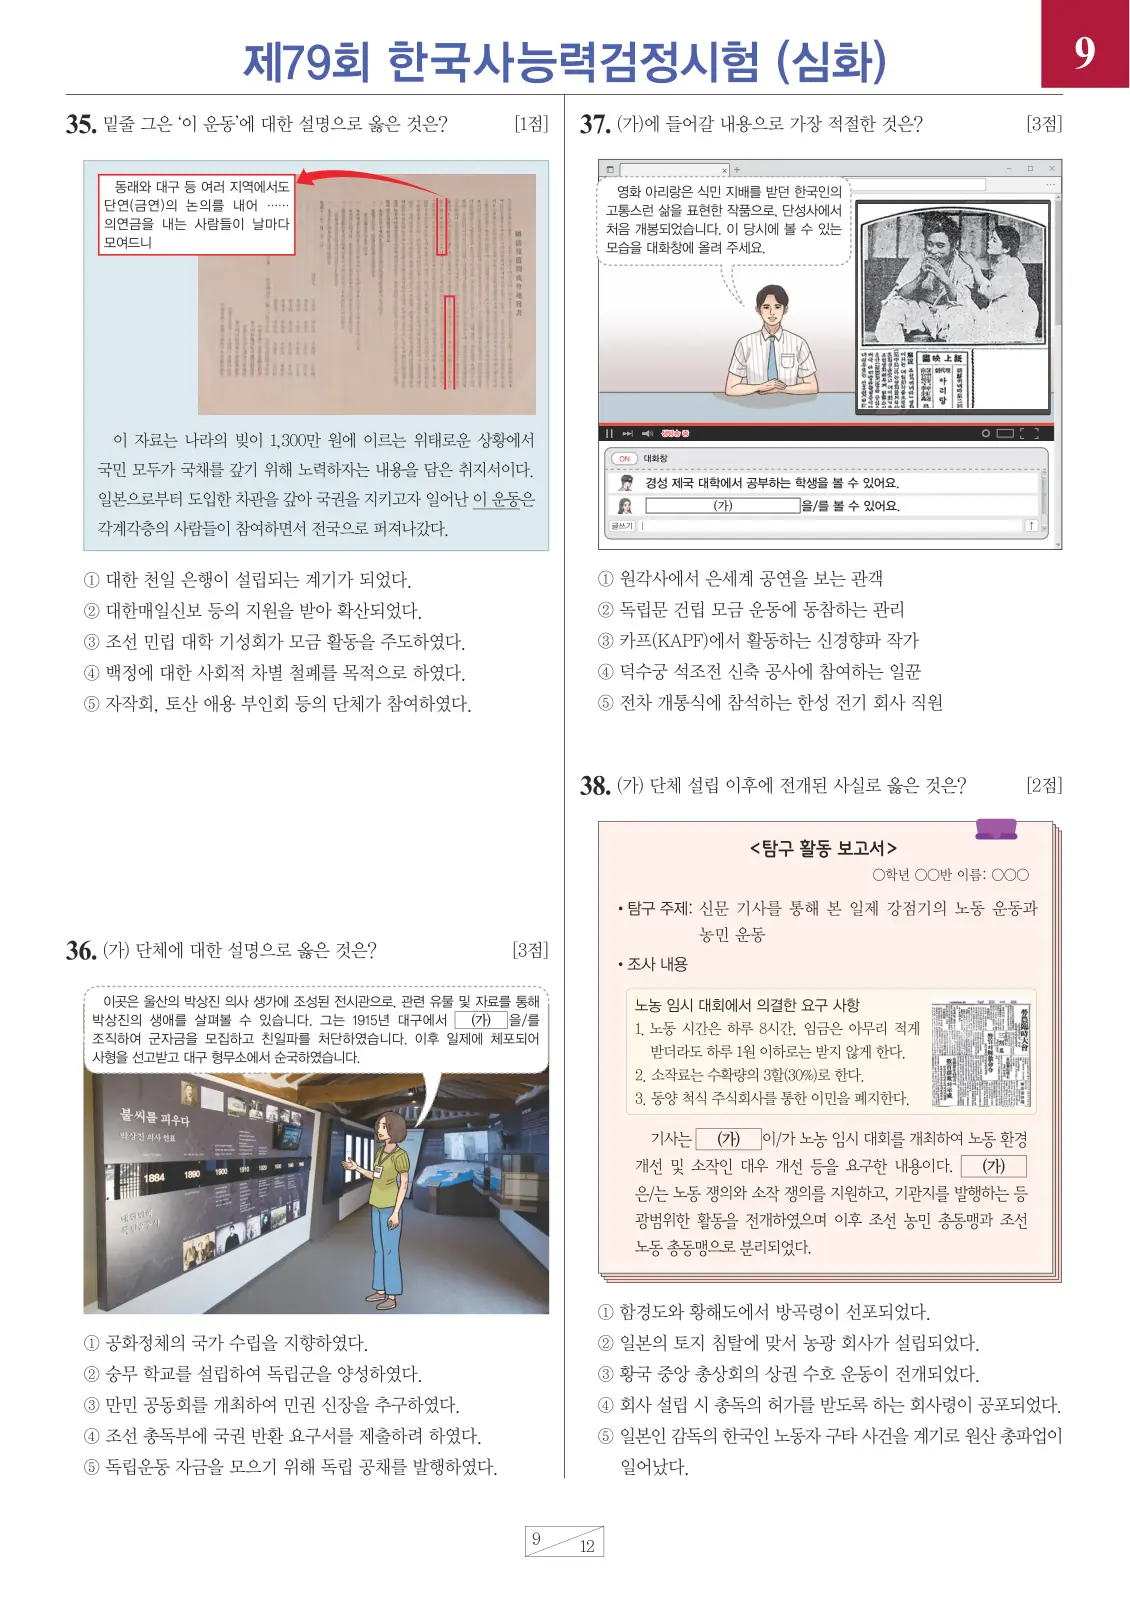 제79회 한국사능력검정시험 (심화)
9
35. 밑줄 그은 ‘이 운동’에 대한 설명으로 옳은 것은? [1점]
동래와 대구 등 여러 지역에서도
단연(금연)의 논의를 내어 ……
의연금을 내는 사람들이 날마다
모여드니
이 자료는 나라의 빚이 1,300만 원에 이르는 위태로운 상황에서
국민 모두가 국채를 갚기 위해 노력하자는 내용을 담은 취지서이다.
일본으로부터 도입한 차관을 갚아 국권을 지키고자 일어난 이 운동은
각계각층의 사람들이 참여하면서 전국으로 퍼져나갔다.
① 대한 천일 은행이 설립되는 계기가 되었다.
② 대한매일신보 등의 지원을 받아 확산되었다.
③ 조선 민립 대학 기성회가 모금 활동을 주도하였다.
④ 백정에 대한 사회적 차별 철폐를 목적으로 하였다.
⑤ 자작회, 토산 애용 부인회 등의 단체가 참여하였다.
36. (가) 단체에 대한 설명으로 옳은 것은? [3점]
이곳은 울산의 박상진 의사 생가에 조성된 전시관으로, 관련 유물 및 자료를 통해
박상진의 생애를 살펴볼 수 있습니다. 그는 1915년 대구에서 (가) 을/를
조직하여 군자금을 모집하고 친일파를 처단하였습니다. 이후 일제에 체포되어
사형을 선고받고 대구 형무소에서 순국하였습니다.
불씨를 피우다
박상진 의사 연표
1884 1890 1900 1910 1920 1930 1940
① 공화정체의 국가 수립을 지향하였다.
② 숭무 학교를 설립하여 독립군을 양성하였다.
③ 만민 공동회를 개최하여 민권 신장을 추구하였다.
④ 조선 총독부에 국권 반환 요구서를 제출하려 하였다.
⑤ 독립운동 자금을 모으기 위해 독립 공채를 발행하였다.
37. (가)에 들어갈 내용으로 가장 적절한 것은? [3점]
영화 아리랑은 식민 지배를 받던 한국인의
고통스런 삶을 표현한 작품으로, 단성사에서
처음 개봉되었습니다. 이 당시에 볼 수 있는
모습을 대화창에 올려 주세요.
紙上映畵
아리랑
생방송 중
ON 대화창
경성 제국 대학에서 공부하는 학생을 볼 수 있어요.
(가) 을/를 볼 수 있어요.
글쓰기
① 원각사에서 은세계 공연을 보는 관객
② 독립문 건립 모금 운동에 동참하는 관리
③ 카프(KAPF)에서 활동하는 신경향파 작가
④ 덕수궁 석조전 신축 공사에 참여하는 일꾼
⑤ 전차 개통식에 참석하는 한성 전기 회사 직원
38. (가) 단체 설립 이후에 전개된 사실로 옳은 것은? [2점]
<탐구 활동 보고서>
○학년 ○○반 이름: ○○○
• 탐구 주제: 신문 기사를 통해 본 일제 강점기의 노동 운동과
농민 운동
• 조사 내용
노농 임시 대회에서 의결한 요구 사항
1. 노동 시간은 하루 8시간, 임금은 아무리 적게
받더라도 하루 1원 이하로는 받지 않게 한다.
2. 소작료는 수확량의 3할(30%)로 한다.
3. 동양 척식 주식회사를 통한 이민을 폐지한다.
勞農臨時大會
기사는 (가) 이/가 노농 임시 대회를 개최하여 노동 환경
개선 및 소작인 대우 개선 등을 요구한 내용이다. (가)
은/는 노동 쟁의와 소작 쟁의를 지원하고, 기관지를 발행하는 등
광범위한 활동을 전개하였으며 이후 조선 농민 총동맹과 조선
노동 총동맹으로 분리되었다.
① 함경도와 황해도에서 방곡령이 선포되었다.
② 일본의 토지 침탈에 맞서 농광 회사가 설립되었다.
③ 황국 중앙 총상회의 상권 수호 운동이 전개되었다.
④ 회사 설립 시 총독의 허가를 받도록 하는 회사령이 공포되었다.
⑤ 일본인 감독의 한국인 노동자 구타 사건을 계기로 원산 총파업이
일어났다.
9
12